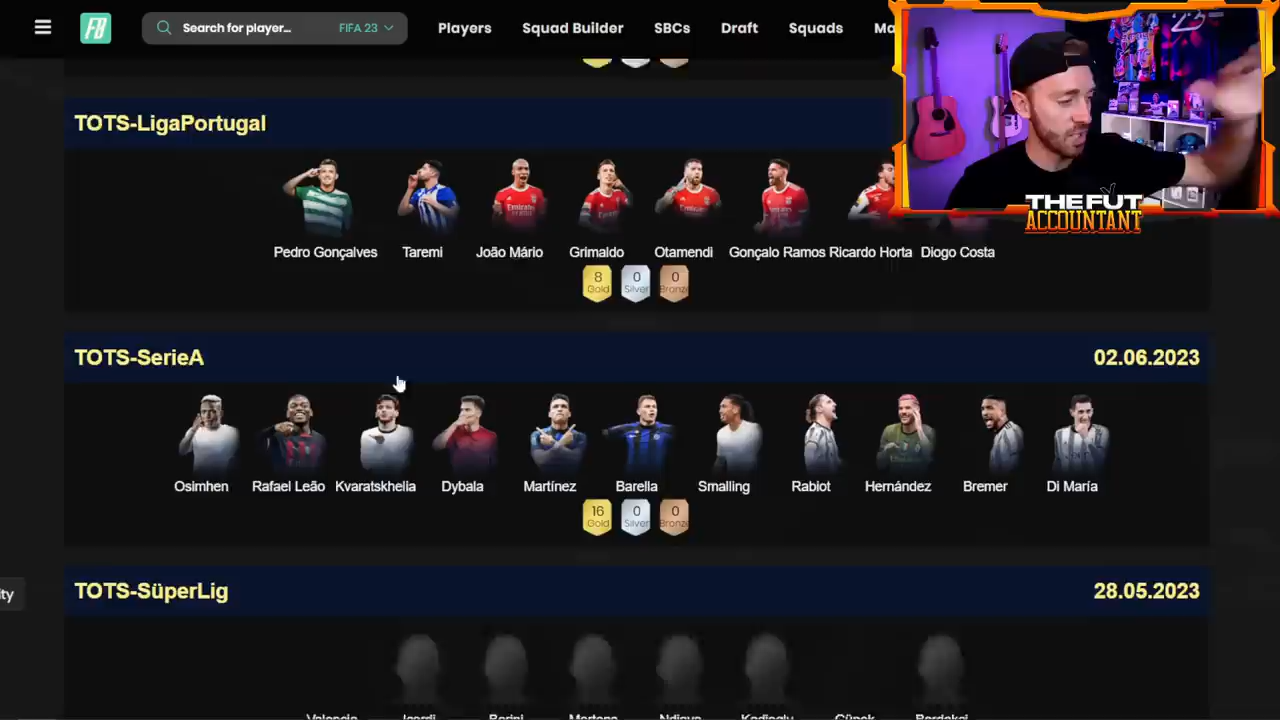 FB
Search for player...
FIFA 23
Players
Squad Builder
SBCs
Draft
Squads
Ma
THE FUT
ACCOUNTANT
TOTS-LigaPortugal
Pedro Gonçalves
Taremi
João Mário
Grimaldo
Otamendi
Gonçalo Ramos
Ricardo Horta
Diogo Costa
8
Gold
0
Silver
0
Bronze
TOTS-SerieA
02.06.2023
Osimhen
Rafael Leão
Kvaratskhelia
Dybala
Martínez
Barella
Smalling
Rabiot
Hernández
Bremer
Di María
16
Gold
0
Silver
0
Bronze
ity
TOTS-SüperLig
28.05.2023